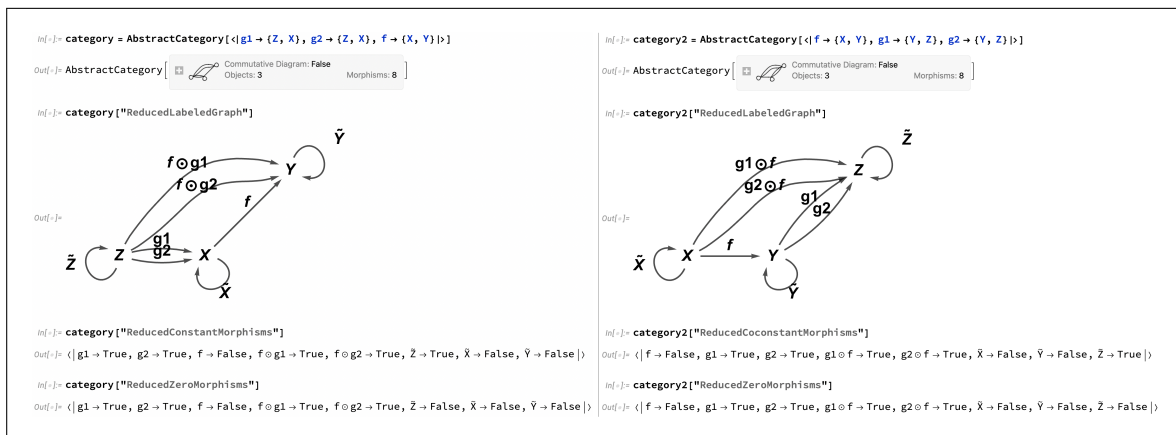 In[◦]:= category = AbstractCategory[<|g1 → {Z, X}, g2 → {Z, X}, f → {X, Y}|>]
Out[◦]= AbstractCategory[ Commutative Diagram: False
Objects: 3 Morphisms: 8 ]
In[◦]:= category["ReducedLabeledGraph"]
Ỹ
f⊙g1
Y
f⊙g2
f
Out[◦]=
g1
Z̃ Z g2 X
X̃
In[◦]:= category["ReducedConstantMorphisms"]
Out[◦]= <|g1 → True, g2 → True, f → False, f⊙g1 → True, f⊙g2 → True, Z̃ → True, X̃ → False, Ỹ → False|>
In[◦]:= category["ReducedZeroMorphisms"]
Out[◦]= <|g1 → True, g2 → True, f → False, f⊙g1 → True, f⊙g2 → True, Z̃ → False, X̃ → False, Ỹ → False|>
In[◦]:= category2 = AbstractCategory[<|f → {X, Y}, g1 → {Y, Z}, g2 → {Y, Z}|>]
Out[◦]= AbstractCategory[ Commutative Diagram: False
Objects: 3 Morphisms: 8 ]
In[◦]:= category2["ReducedLabeledGraph"]
Z̃
g1⊙f
Z
g2⊙f
g1
g2
Out[◦]=
f
X̃ X Y
Ỹ
In[◦]:= category2["ReducedCoconstantMorphisms"]
Out[◦]= <|f → False, g1 → True, g2 → True, g1⊙f → True, g2⊙f → True, X̃ → False, Ỹ → False, Z̃ → True|>
In[◦]:= category2["ReducedZeroMorphisms"]
Out[◦]= <|f → False, g1 → True, g2 → True, g1⊙f → True, g2⊙f → True, X̃ → False, Ỹ → False, Z̃ → False|>